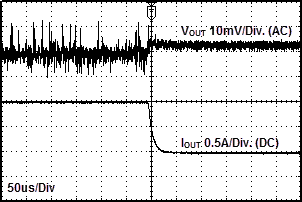 VOUT 10mV/Div. (AC)
IOUT 0.5A/Div. (DC)
50us/Div